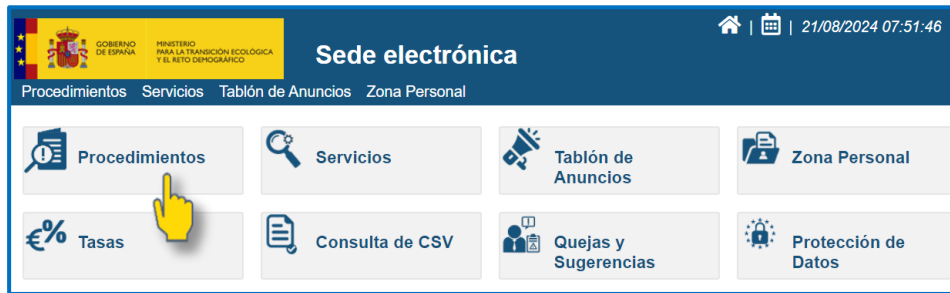 GOBIERNO
DE ESPAÑA
MINISTERIO
PARA LA TRANSICIÓN ECOLÓGICA
Y EL RETO DEMOGRÁFICO
Sede electrónica
| | 21/08/2024 07:51:46
Procedimientos Servicios Tablón de Anuncios Zona Personal
Procedimientos
Servicios
Tablón de
Anuncios
Zona Personal
€% Tasas
Consulta de CSV
Quejas y
Sugerencias
Protección de
Datos